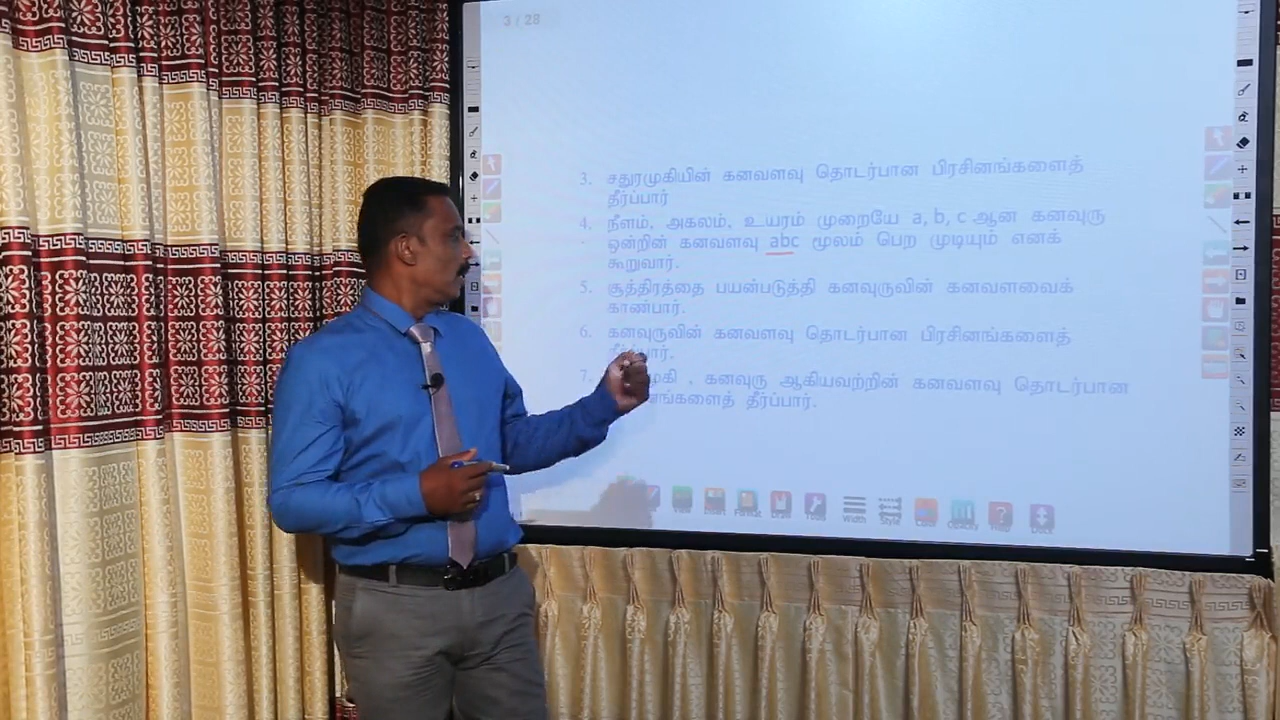 3 / 28
3. சதுரமுகியின் கனவளவு தொடர்பான பிரசினங்களைத்
தீர்ப்பார்
4. நீளம், அகலம், உயரம் முறையே a, b, c ஆன கனவுரு
ஒன்றின் கனவளவு abc மூலம் பெற முடியும் எனக்
கூறுவார்.
5. சூத்திரத்தை பயன்படுத்தி கனவுருவின் கனவளவைக்
காண்பார்.
6. கனவுருவின் கனவளவு தொடர்பான பிரசினங்களைத்
தீர்ப்பார்.
7. , கனவுரு ஆகியவற்றின் கனவளவு தொடர்பான
தீர்ப்பார்.
Width Style Opacity Dock